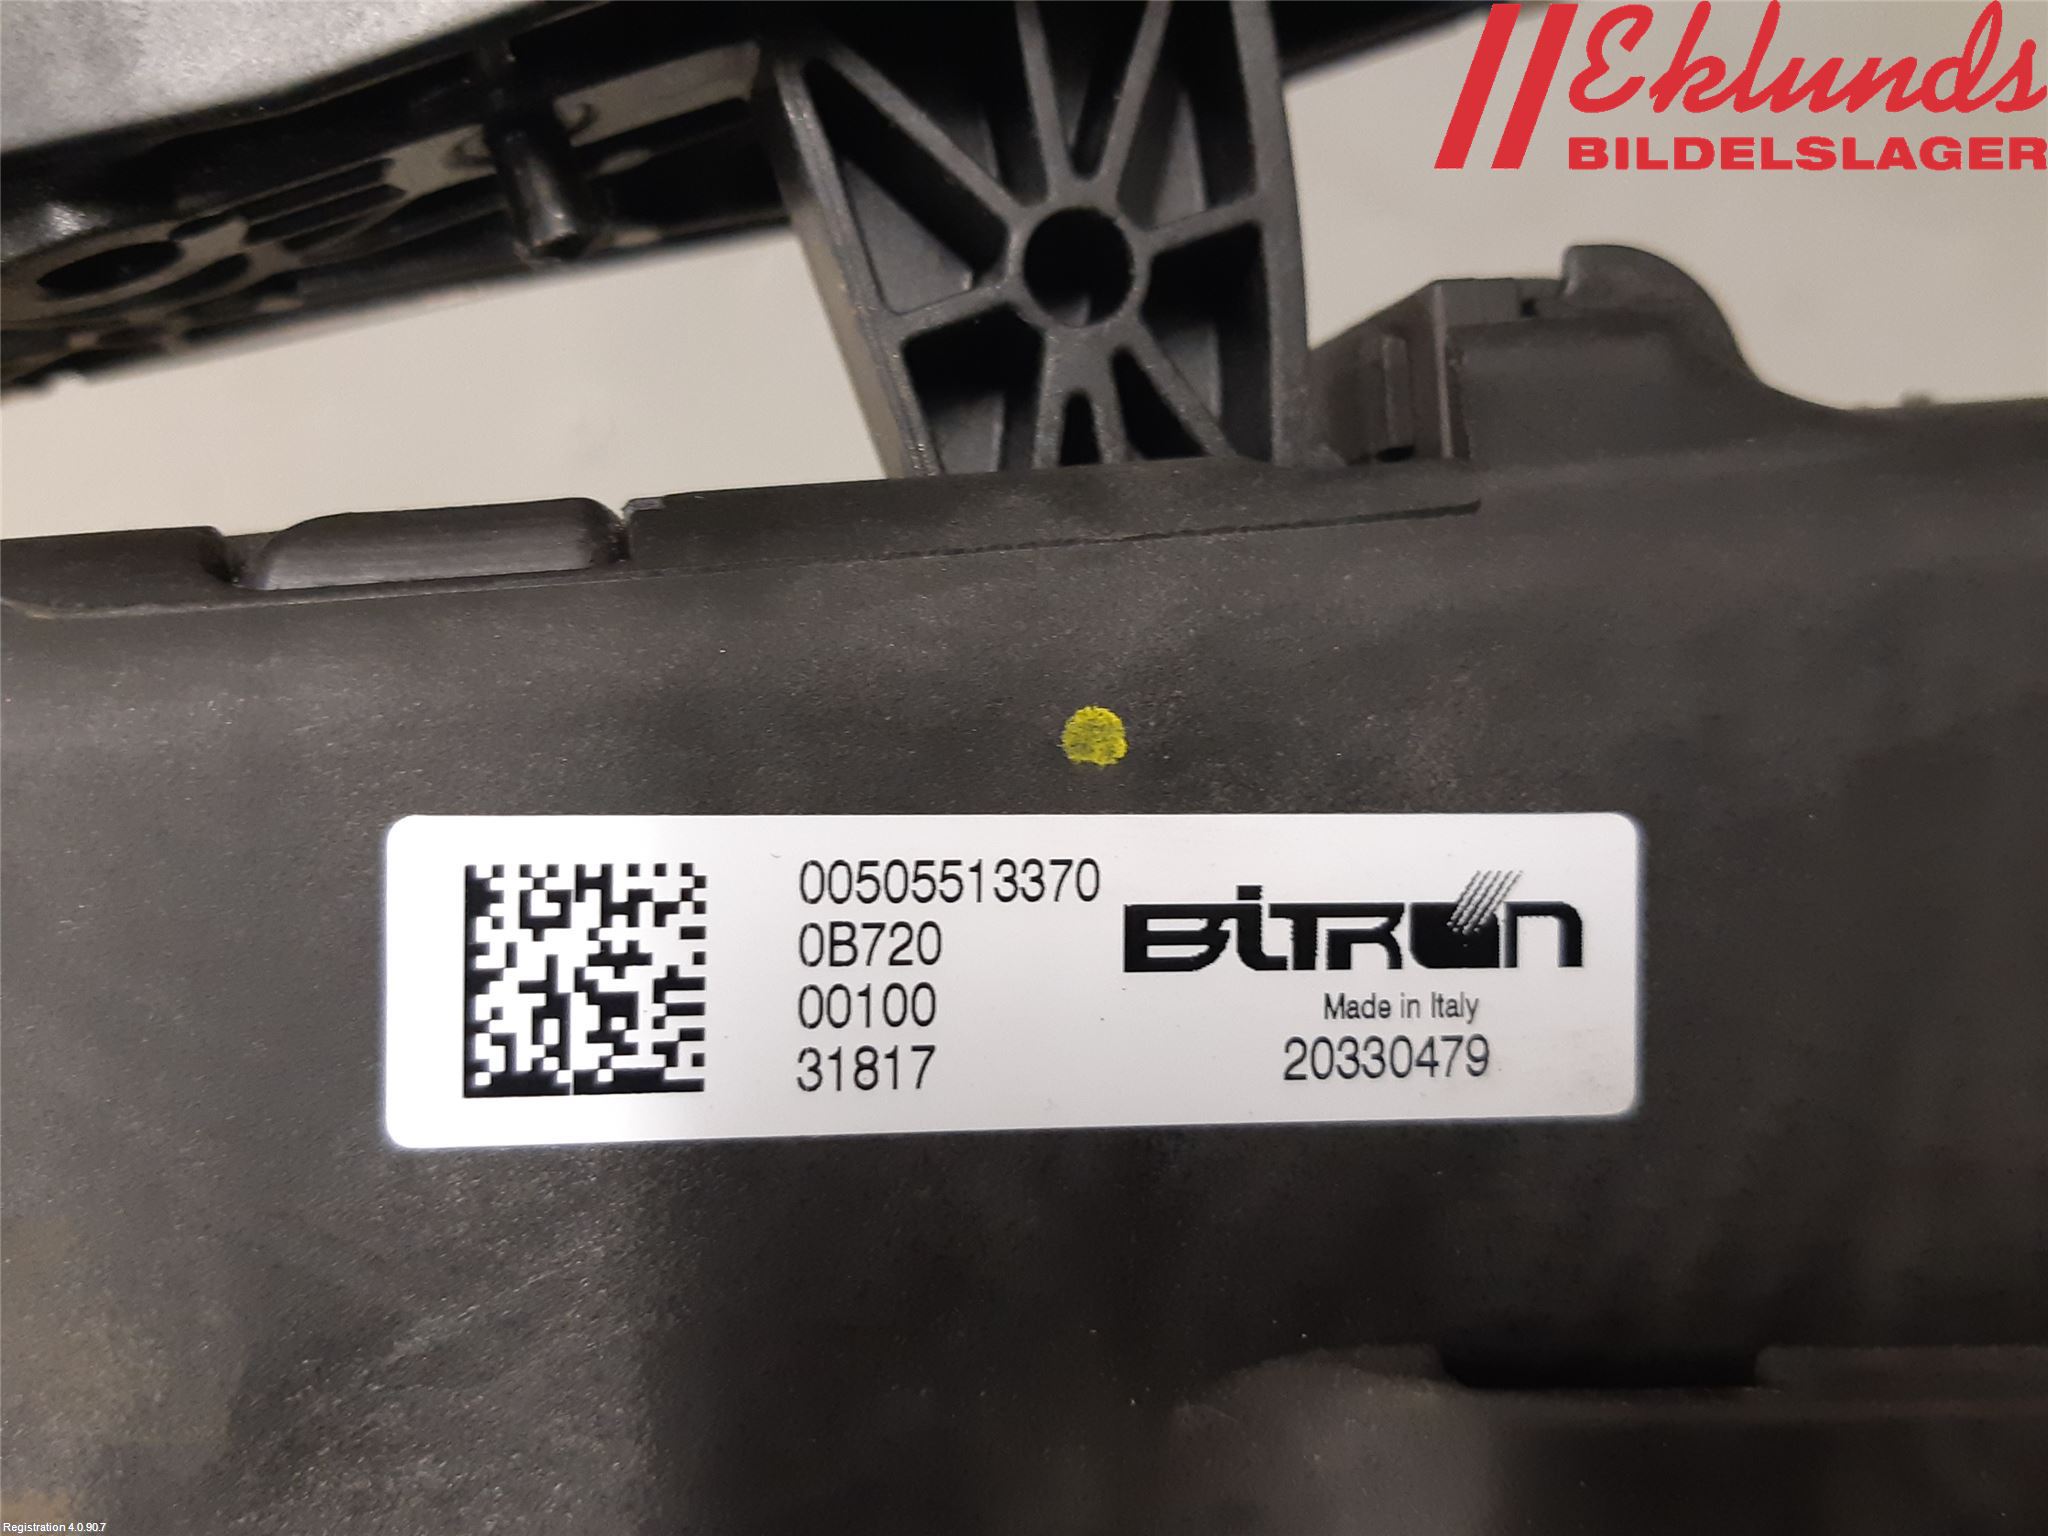 Eklunds
BILDELSLAGER
00505513370
0B720
00100
31817
BITRON
Made in Italy
20330479
Registration 4.0.90.7